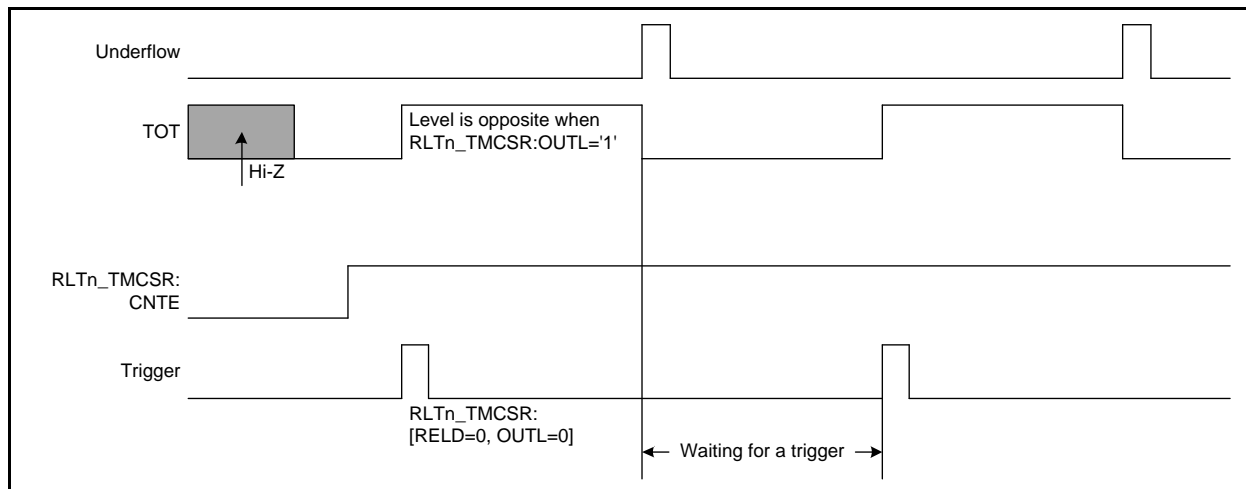 Underflow
TOT
Level is opposite when
RLTn_TMCSR:OUTL='1'
Hi-Z
RLTn_TMCSR:
CNTE
Trigger
RLTn_TMCSR:
[RELD=0, OUTL=0]
Waiting for a trigger